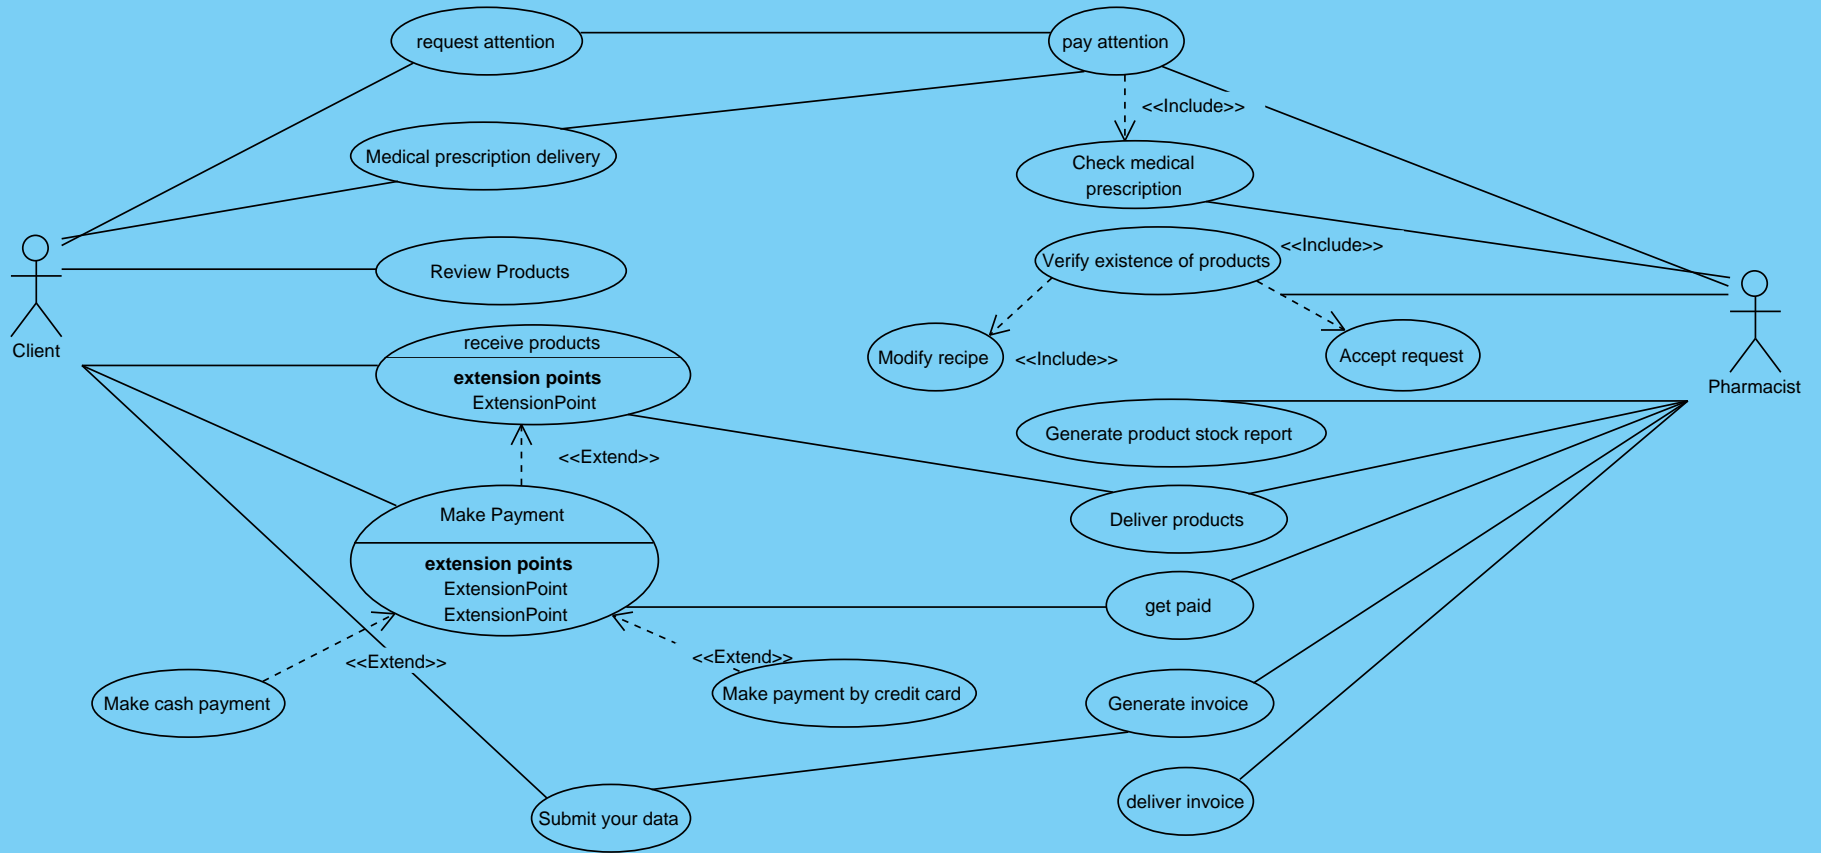 request attention
pay attention
<<Include>>
Medical prescription delivery
Check medical
prescription
Review Products
<<Include>>
Verify existence of products
Client
receive products
extension points
ExtensionPoint
Modify recipe
<<Include>>
Accept request
Pharmacist
Generate product stock report
<<Extend>>
Make Payment
extension points
ExtensionPoint
ExtensionPoint
Deliver products
get paid
<<Extend>>
<<Extend>>
Make cash payment
Make payment by credit card
Generate invoice
Submit your data
deliver invoice